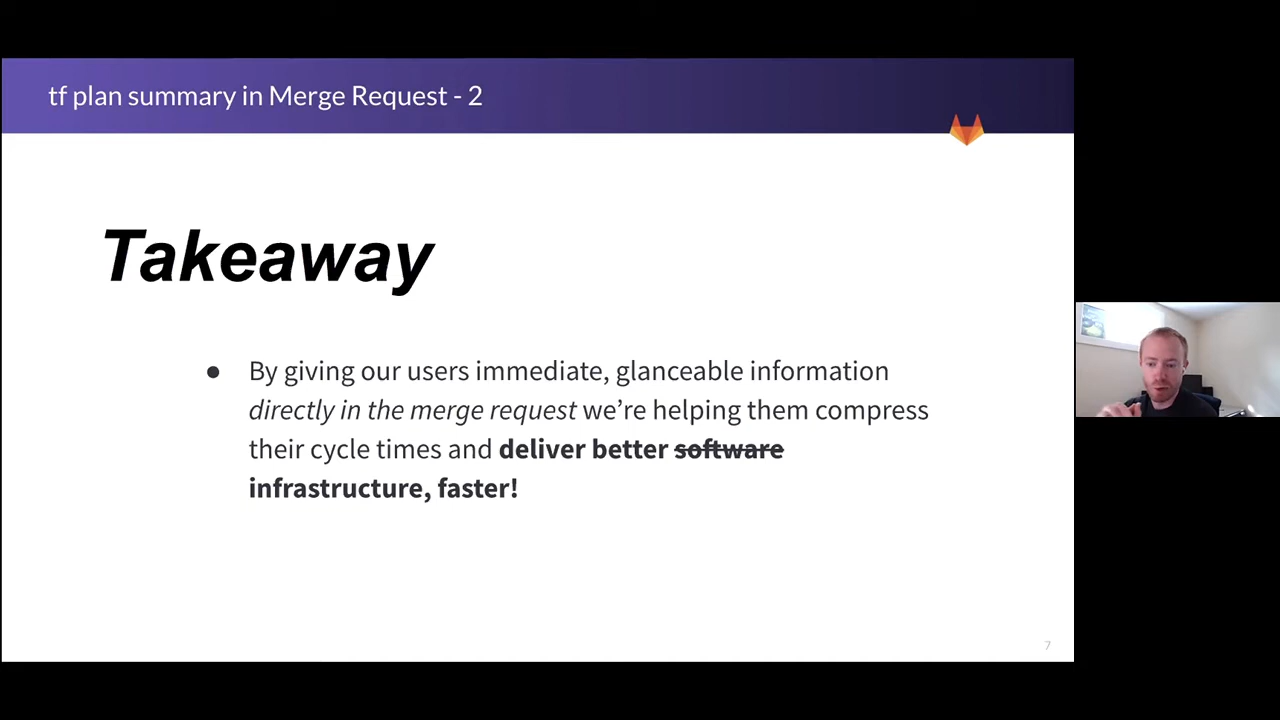 tf plan summary in Merge Request - 2
Takeaway
● By giving our users immediate, glanceable information
directly in the merge request we’re helping them compress
their cycle times and deliver better software
infrastructure, faster!
7